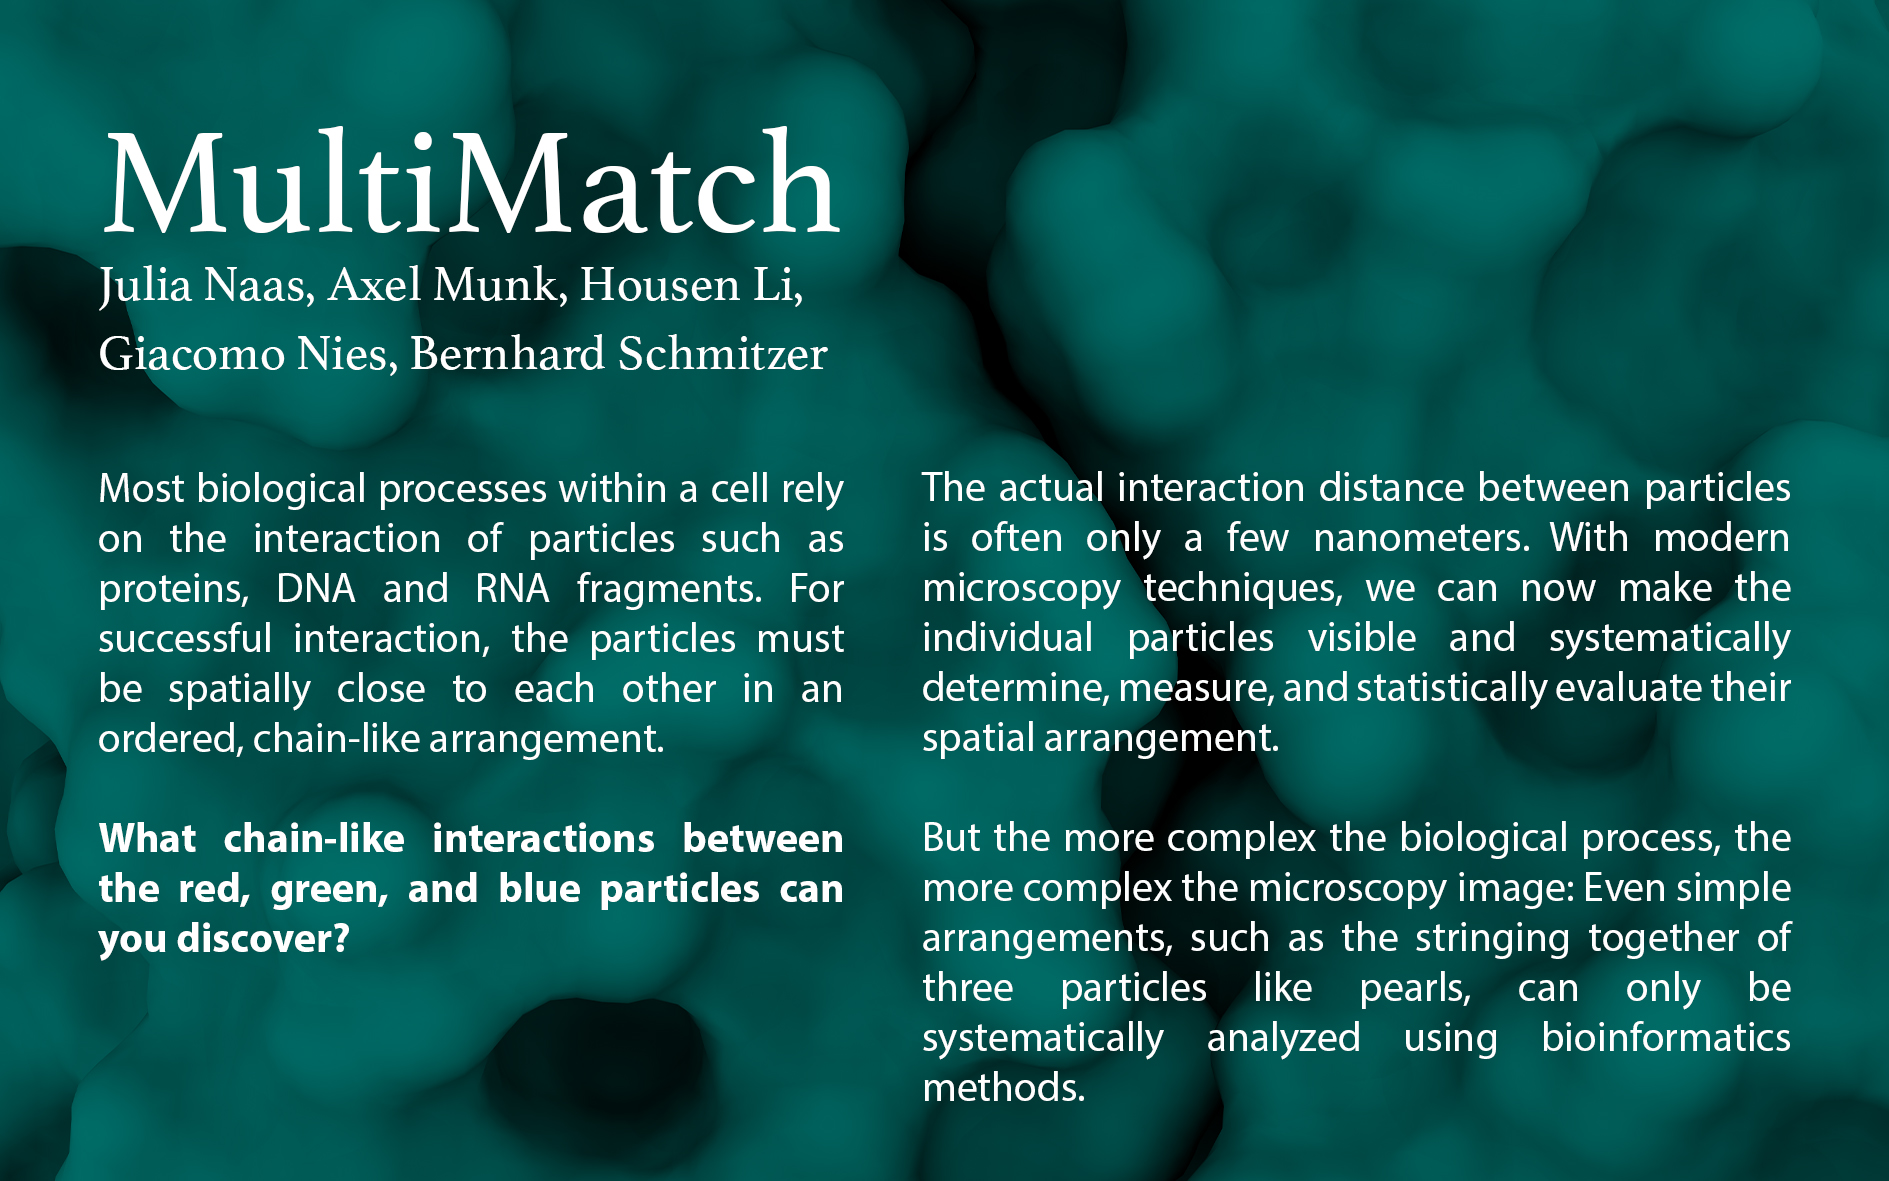 MultiMatch
Julia Naas, Axel Munk, Housen Li,
Giacomo Nies, Bernhard Schmitzer
Most biological processes within a cell rely
on the interaction of particles such as
proteins, DNA and RNA fragments. For
successful interaction, the particles must
be spatially close to each other in an
ordered, chain-like arrangement.
What chain-like interactions between
the red, green, and blue particles can
you discover?
The actual interaction distance between particles
is often only a few nanometers. With modern
microscopy techniques, we can now make the
individual particles visible and systematically
determine, measure, and statistically evaluate their
spatial arrangement.
But the more complex the biological process, the
more complex the microscopy image: Even simple
arrangements, such as the stringing together of
three particles like pearls, can only be
systematically analyzed using bioinformatics
methods.